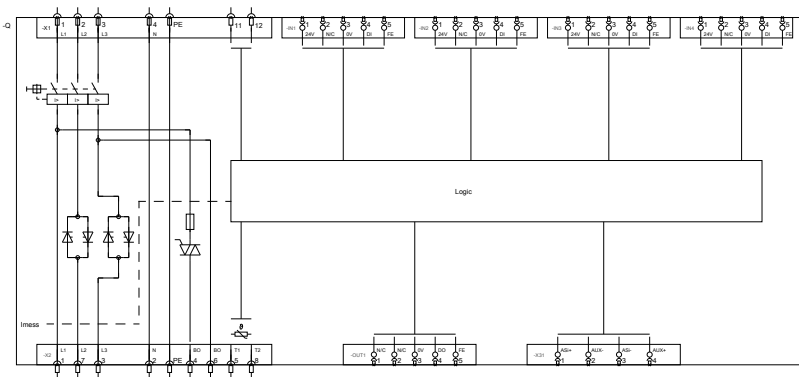 1 2 3 4 PE 11 12 1 2 3 4 5 1 2 3 4 5 1 2 3 4 5 1 2 3 4 5
-Q -X1 -IN1 -IN2 -IN3 -IN4
L1 L2 L3 N 24V N/C 0V DI FE 24V N/C 0V DI FE 24V N/C 0V DI FE 24V N/C 0V DI FE
I> I> I>
Logic
Imess
ϑ
L1 L2 L3 N BO BO T1 T2 N/C N/C 0V DO FE ASi+ AUX- ASi- AUX+
-X2 -OUT1 -X31
1 7 3 2 PE 4 6 5 8 1 2 3 4 5 1 2 3 4